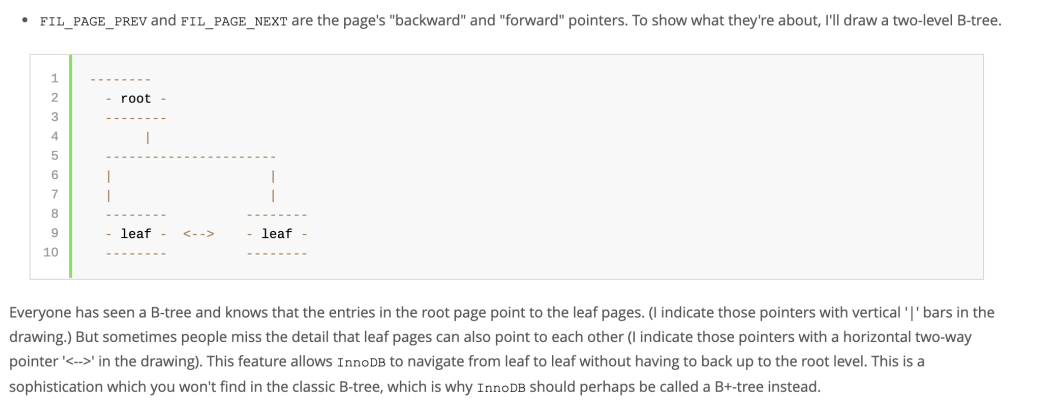 • FIL_PAGE_PREV and FIL_PAGE_NEXT are the page's "backward" and "forward" pointers. To show what they're about, I'll draw a two-level B-tree.
1 --------
2 - root -
3 --------
4 |
5 ----------------------
6 | |
7 | |
8 -------- --------
9 - leaf - <--> - leaf -
10 -------- --------
Everyone has seen a B-tree and knows that the entries in the root page point to the leaf pages. (I indicate those pointers with vertical '|' bars in the
drawing.) But sometimes people miss the detail that leaf pages can also point to each other (I indicate those pointers with a horizontal two-way
pointer '<-->' in the drawing). This feature allows InnoDB to navigate from leaf to leaf without having to back up to the root level. This is a
sophistication which you won't find in the classic B-tree, which is why InnoDB should perhaps be called a B+-tree instead.